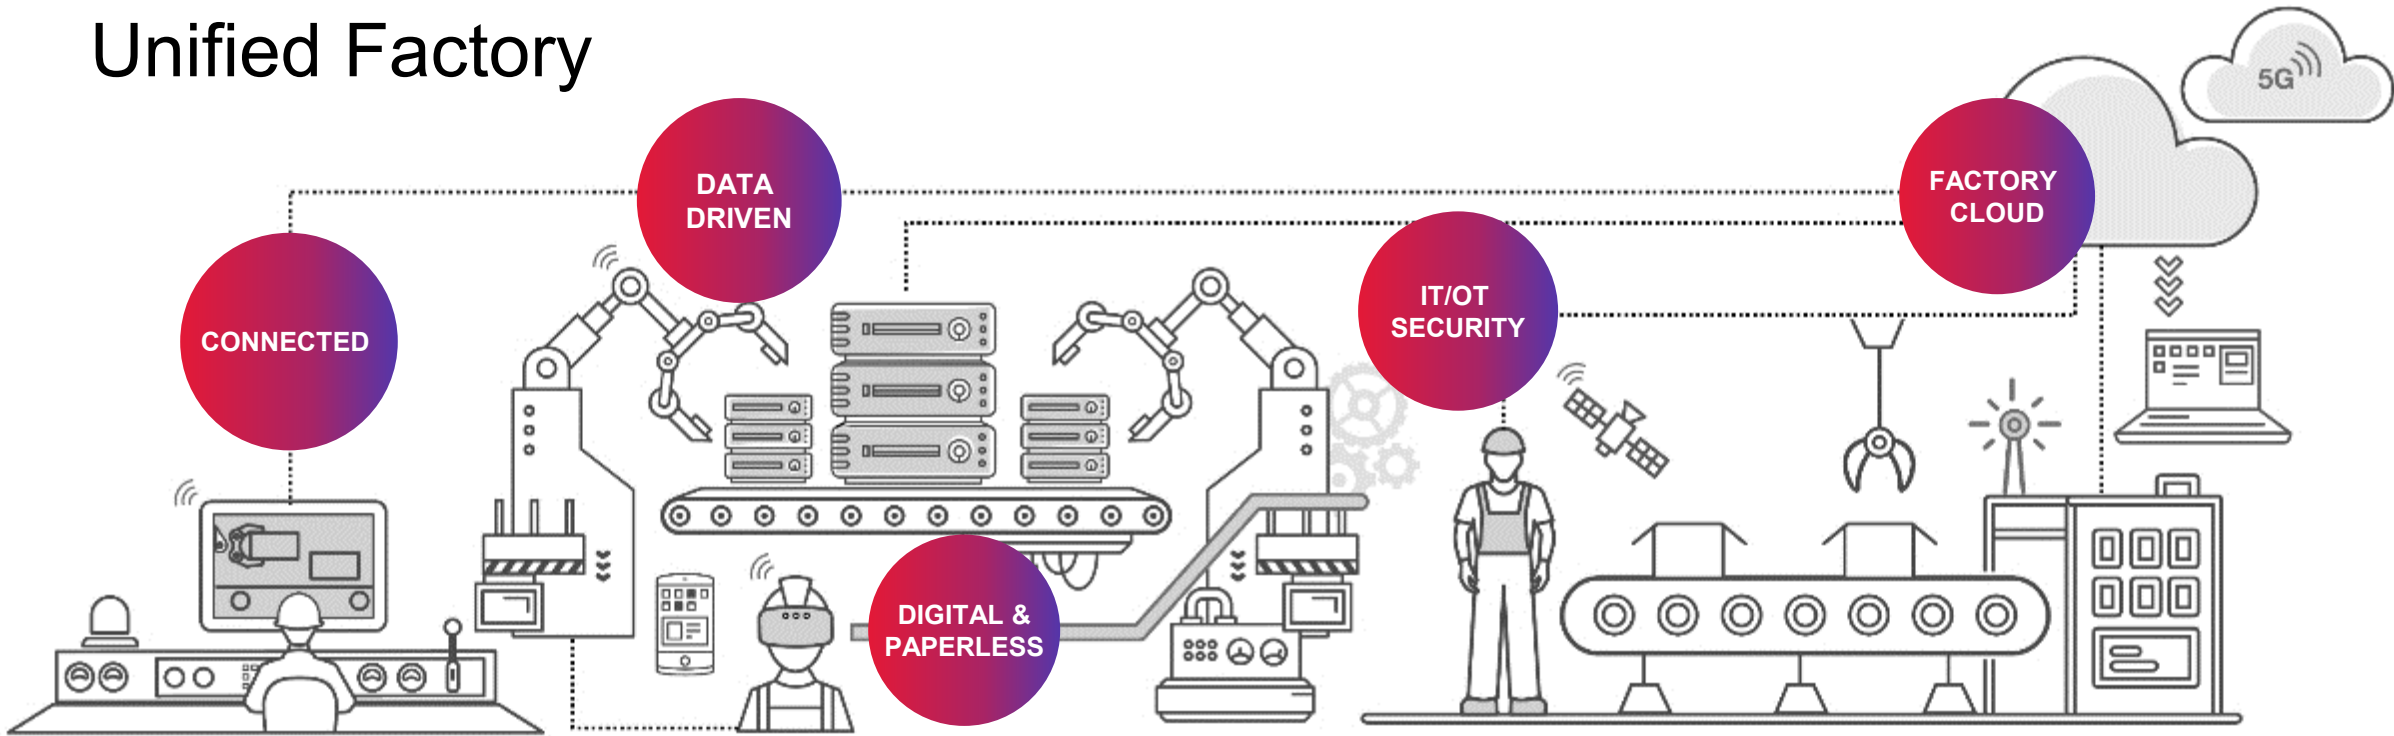 Unified Factory
5G
DATA
DRIVEN
FACTORY
CLOUD
CONNECTED
IT/OT
SECURITY
DIGITAL &
PAPERLESS